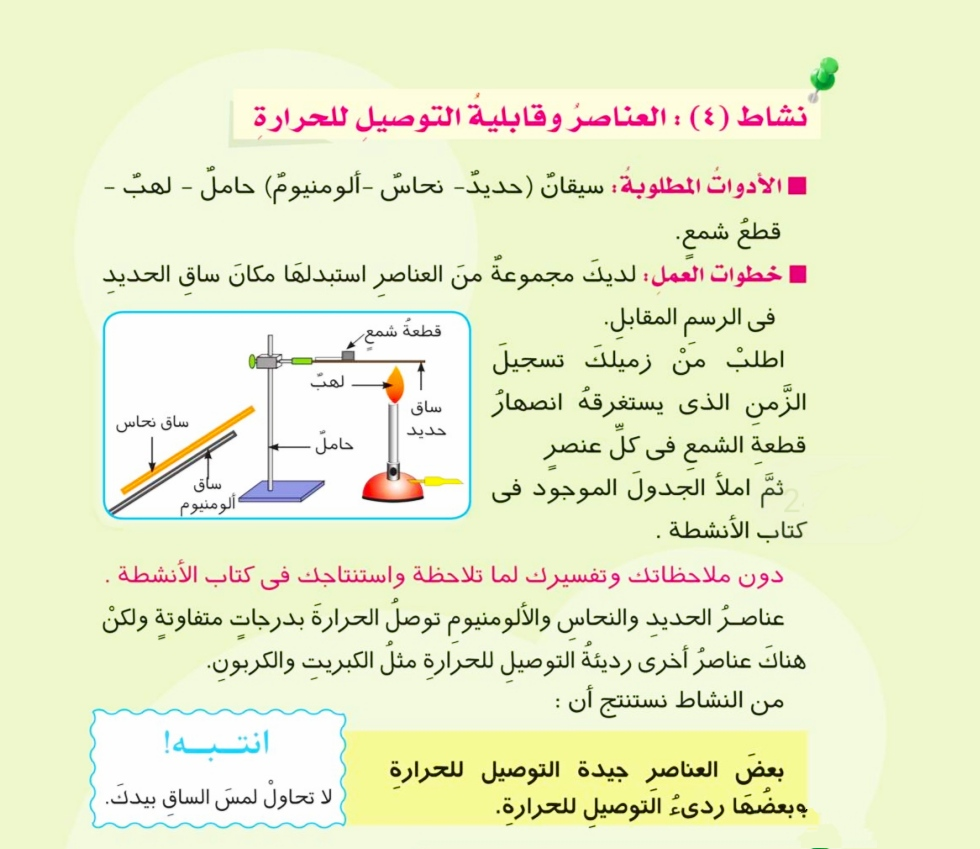 نشاط (٤) : العناصرُ وقابليةُ التوصيلِ للحرارةِ
■ الأدواتُ المطلوبةُ: سيقانٌ (حديدٌ- نحاسٌ -ألومنيومٌ) حاملٌ - لهبٌ -
قطعُ شمعٍ.
■ خطوات العملِ: لديكَ مجموعةٌ منَ العناصرِ استبدلهَا مكانَ ساقِ الحديدِ
فى الرسمِ المقابلِ.
اطلبْ منْ زميلكَ تسجيلَ
الزَّمنِ الذى يستغرقهُ انصهارُ
قطعةِ الشمعِ فى كلِّ عنصرٍ
ثمَّ املأ الجدولَ الموجود فى
كتاب الأنشطة .
قطعةُ شمعٍ
لهبٌ
ساق
حديد
حاملٌ
ساق نحاس
ساق
ألومنيوم
دون ملاحظاتك وتفسيرك لما تلاحظة واستنتاجك فى كتاب الأنشطة .
عناصرُ الحديدِ والنحاسِ والألومنيومِ توصلُ الحرارةَ بدرجاتٍ متفاوتةٍ ولكنْ
هناكَ عناصرُ أخرى رديئةُ التوصيلِ للحرارةِ مثلُ الكبريتِ والكربونِ.
من النشاط نستنتج أن :
بعضَ العناصرِ جيدة التوصيل للحرارةِ
وبعضُهَا ردىءُ التوصيلِ للحرارةِ.
انتبه!
لا تحاولْ لمسَ الساقِ بيدكَ.